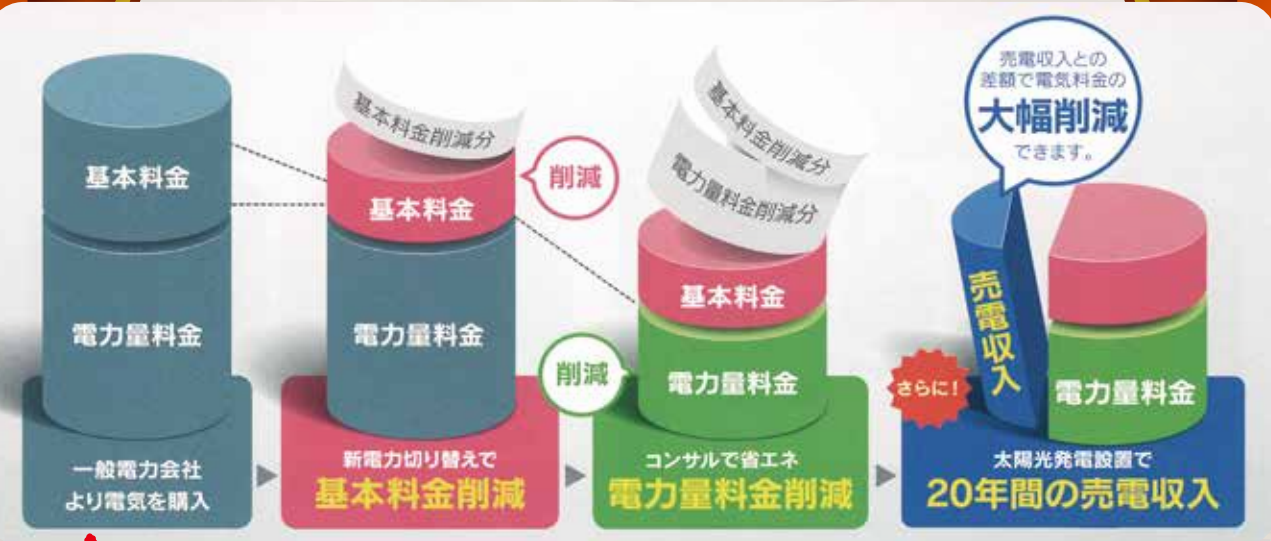 基本料金
電力量料金
一般電力会社
より電気を購入
基本料金削減分
削減
基本料金
電力量料金
新電力切り替えで
基本料金削減
基本料金削減分
電力量料金削減分
基本料金
削減
電力量料金
コンサルで省エネ
電力量料金削減
売電収入との
差額で電気料金の
大幅削減
できます。
売電収入
さらに!
電力量料金
太陽光発電設置で
20年間の売電収入